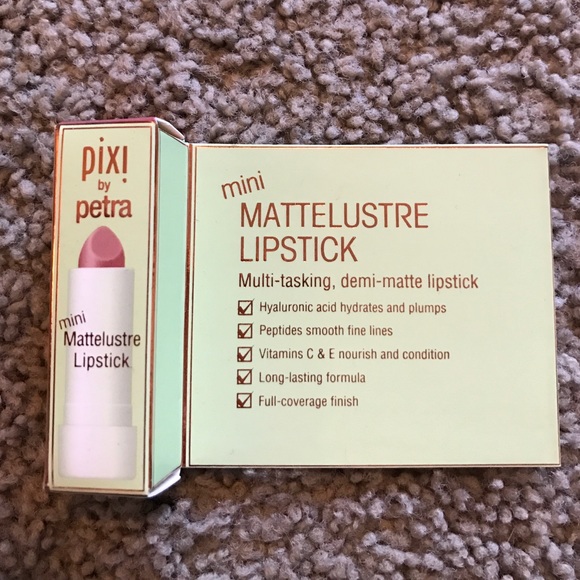 pixi
by
petra
mini
Mattelustre
Lipstick
mini
MATTELUSTRE
LIPSTICK
Multi-tasking, demi-matte lipstick
Hyaluronic acid hydrates and plumps
Peptides smooth fine lines
Vitamins C & E nourish and condition
Long-lasting formula
Full-coverage finish